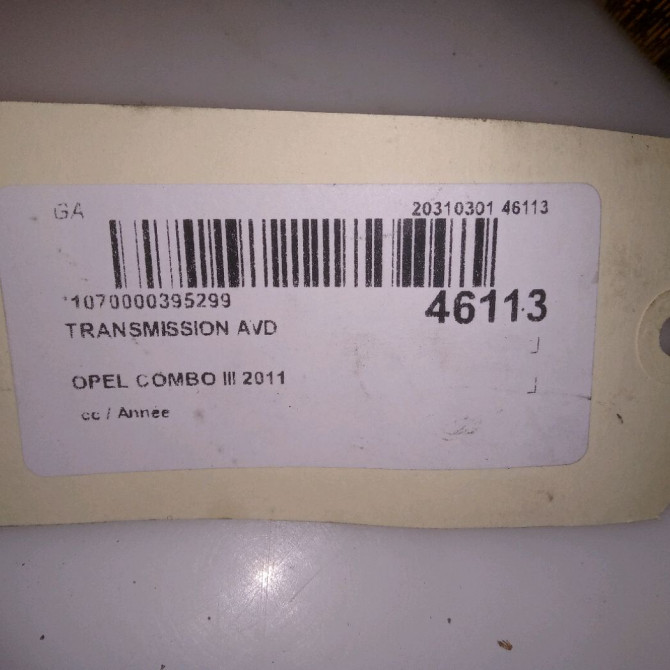 GA 20310301 46113
*1070000395299 46113
TRANSMISSION AVD
OPEL COMBO III 2011
cc / Année